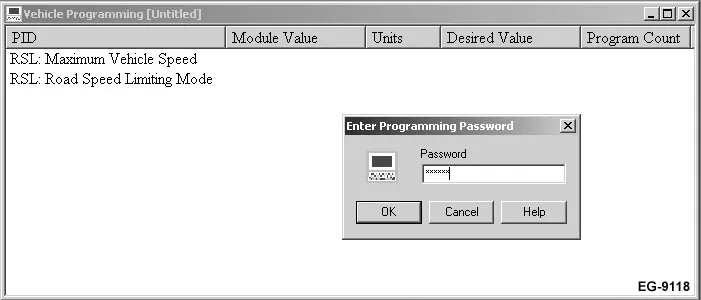 Vehicle Programming [Untitled]
PID Module Value Units Desired Value Program Count
RSL: Maximum Vehicle Speed
RSL: Road Speed Limiting Mode
Enter Programming Password
Password
××××××
OK Cancel Help
EG-9118